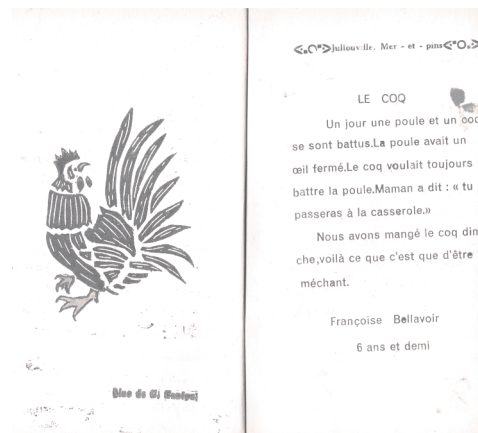 juliouville. Mer - et - pins
LE COQ
Un jour une poule et un coq
se sont battus.La poule avait un
œil fermé.Le coq voulait toujours
battre la poule.Maman a dit : « tu
passeras à la casserole.»
Nous avons mangé le coq dim
che,voilà ce que c'est que d'être
méchant.
Françoise Bellavoir
6 ans et demi